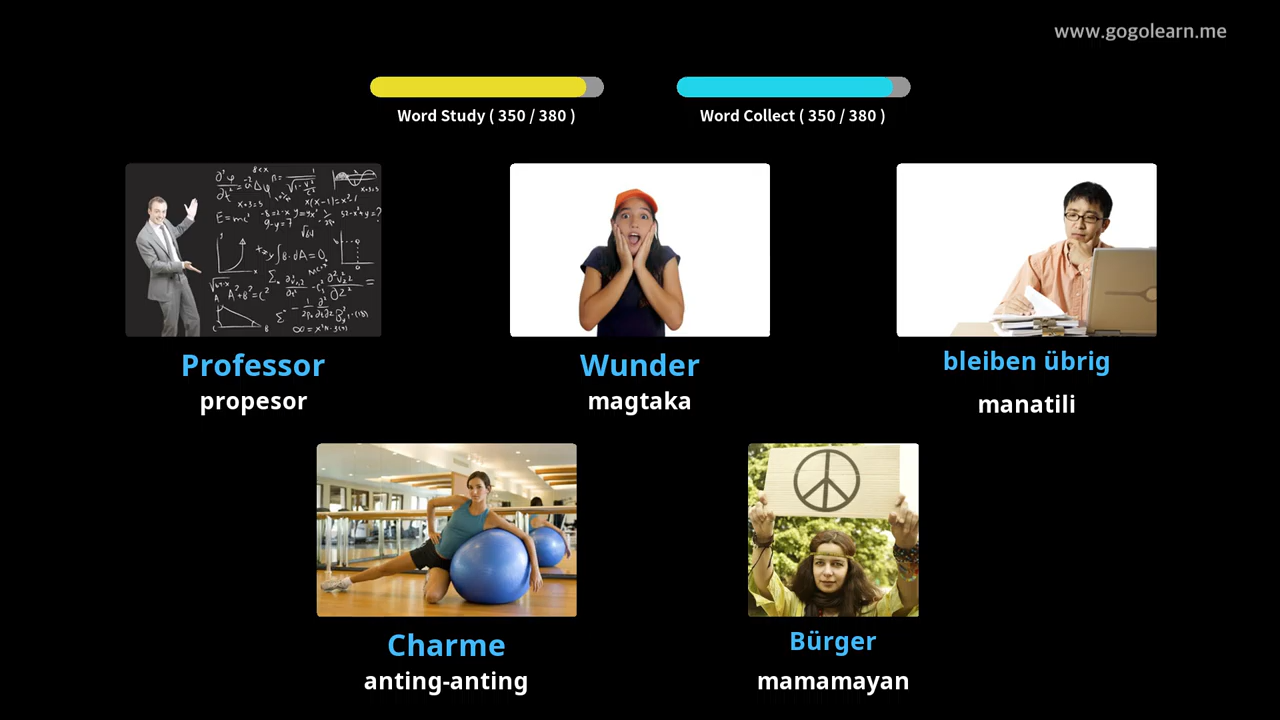 www.gogolearn.me
Word Study ( 350 / 380 )
Word Collect ( 350 / 380 )
Professor
propesor
Wunder
magtaka
bleiben übrig
manatili
Charme
anting-anting
Bürger
mamamayan